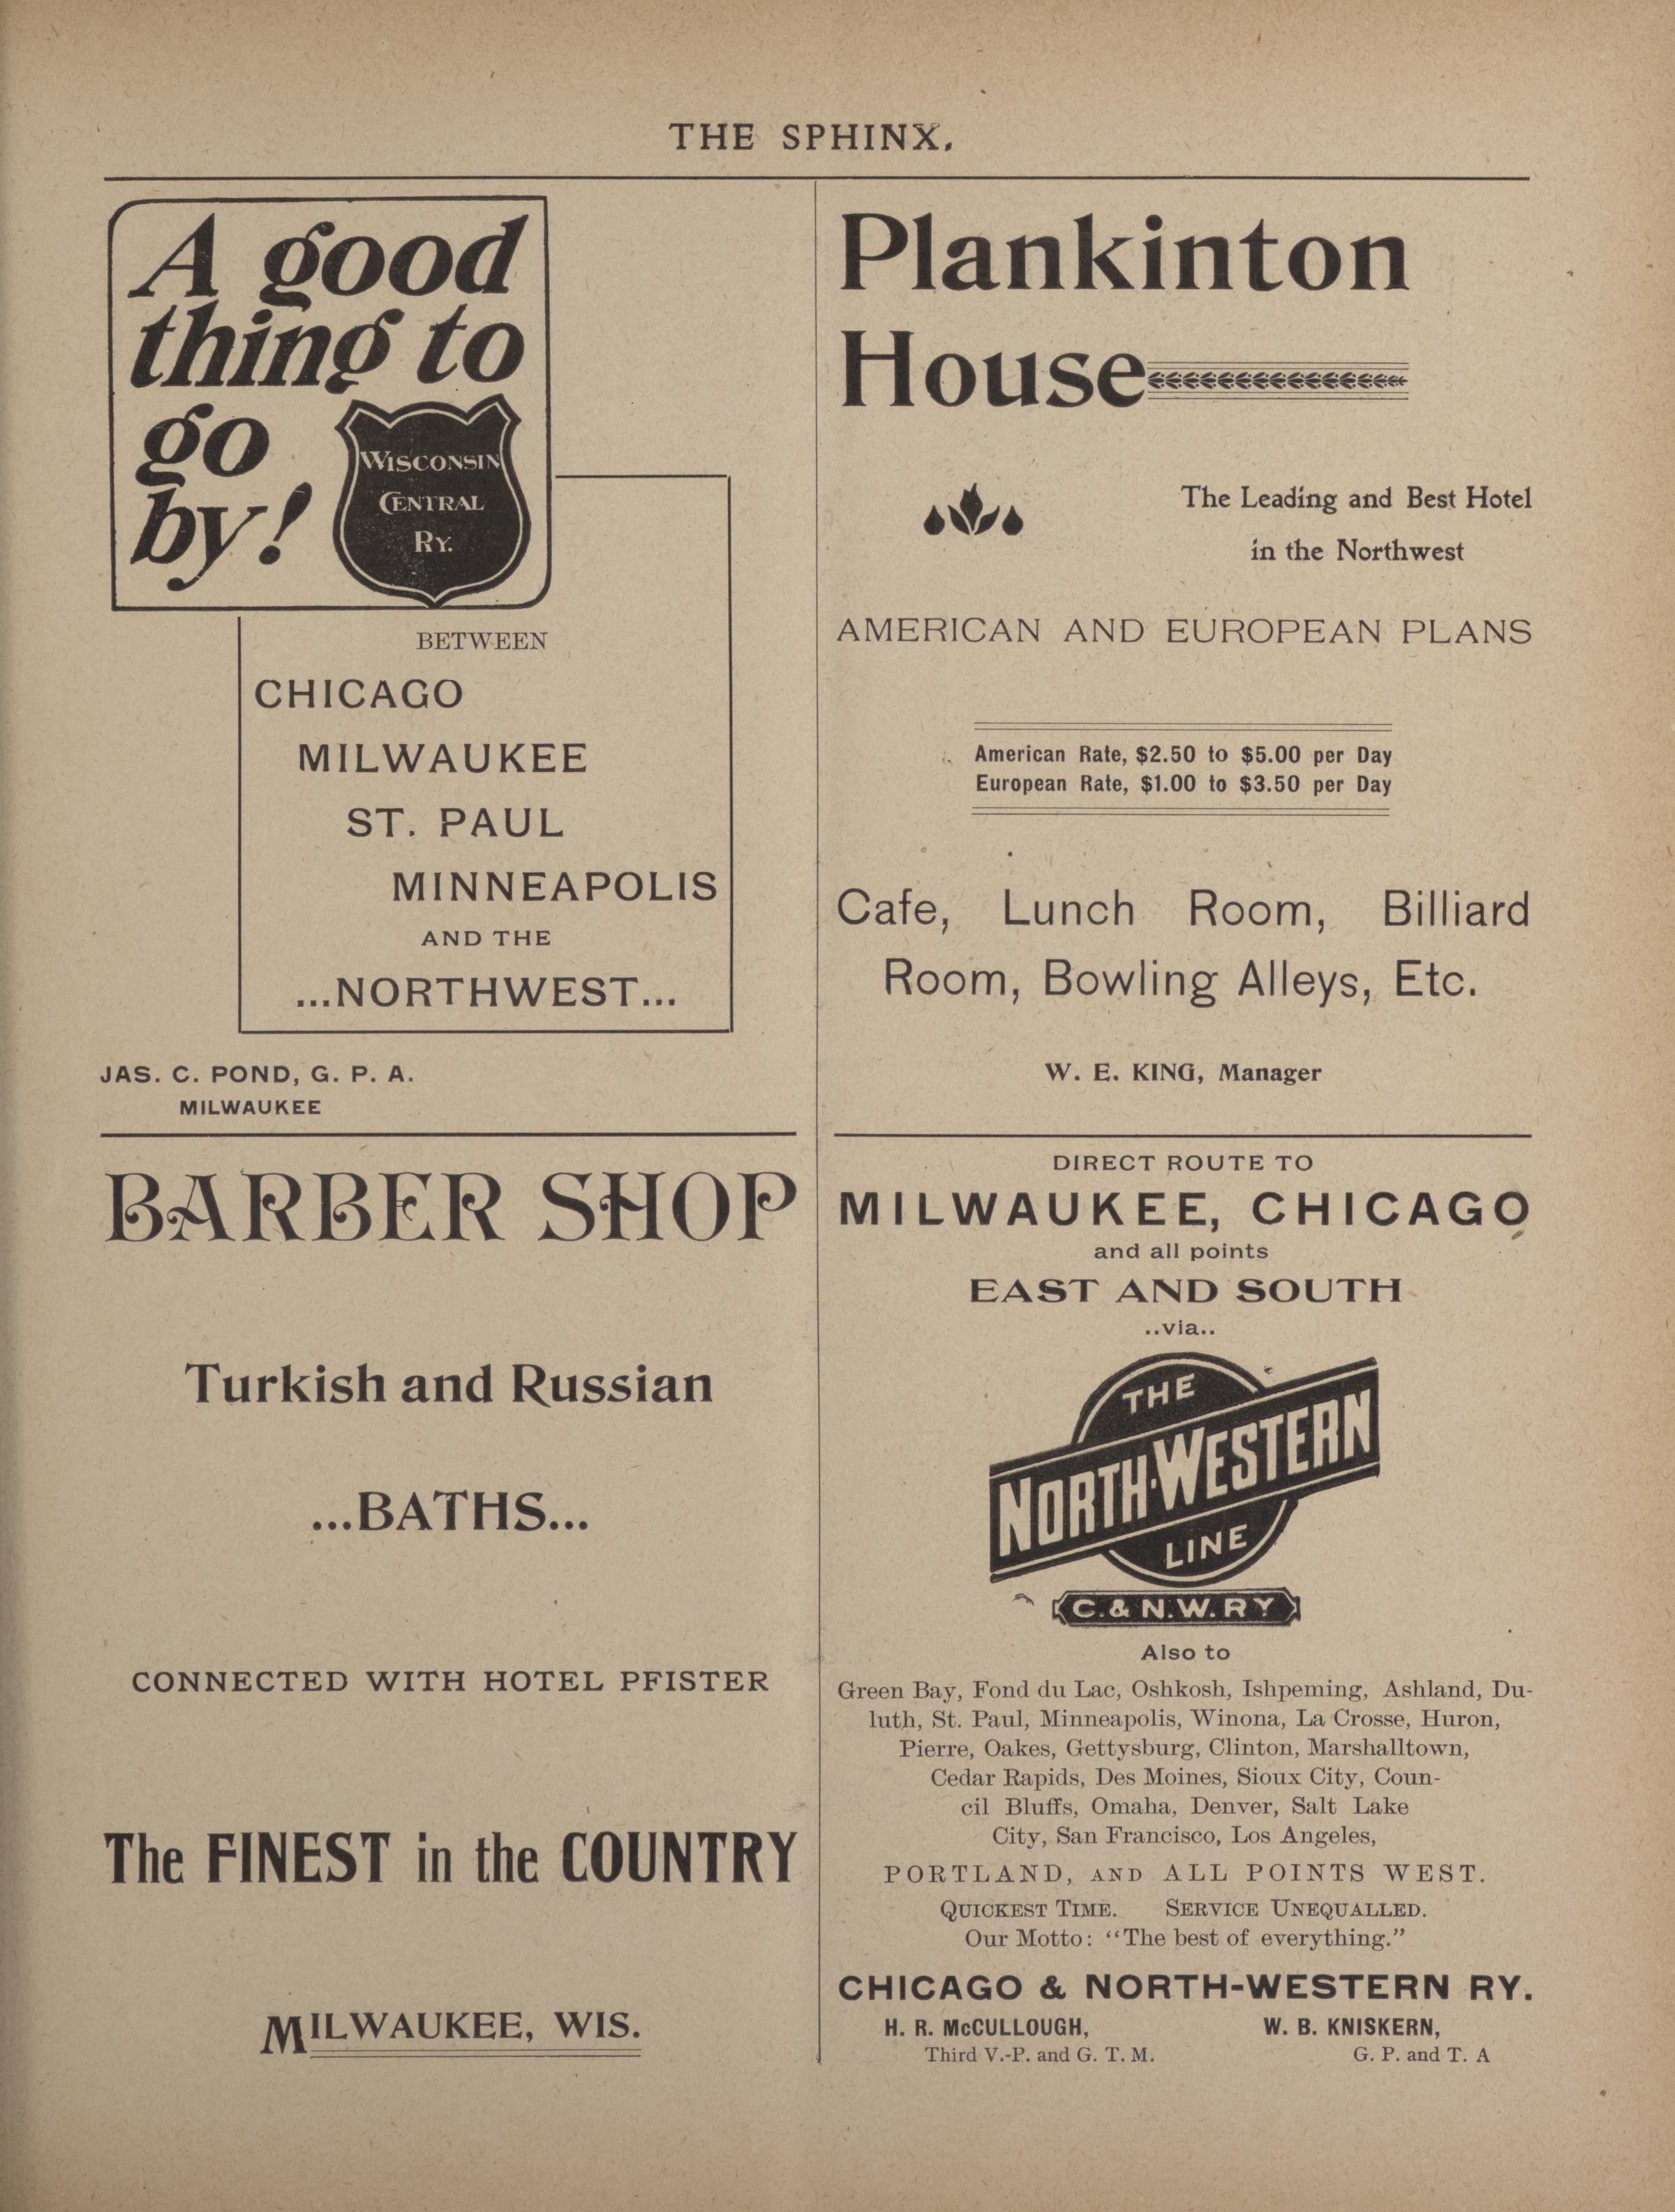 THE SPHINX.
A good
thing to
go
by!
WISCONSIN
CENTRAL
RY.
BETWEEN
CHICAGO
MILWAUKEE
ST. PAUL
MINNEAPOLIS
AND THE
...NORTHWEST...
JAS. C. POND, G. P. A.
MILWAUKEE
Plankinton
House
The Leading and Best Hotel
in the Northwest
AMERICAN AND EUROPEAN PLANS
American Rate, $2.50 to $5.00 per Day
European Rate, $1.00 to $3.50 per Day
Cafe, Lunch Room, Billiard
Room, Bowling Alleys, Etc.
W. E. KING, Manager
BARBER SHOP
Turkish and Russian
...BATHS...
CONNECTED WITH HOTEL PFISTER
The FINEST in the COUNTRY
MILWAUKEE, WIS.
DIRECT ROUTE TO
MILWAUKEE, CHICAGO
and all points
EAST AND SOUTH
..via..
THE
NORTH-WESTERN
LINE
C. & N. W. RY
Also to
Green Bay, Fond du Lac, Oshkosh, Ishpeming, Ashland, Du-
luth, St. Paul, Minneapolis, Winona, La Crosse, Huron,
Pierre, Oakes, Gettysburg, Clinton, Marshalltown,
Cedar Rapids, Des Moines, Sioux City, Coun-
cil Bluffs, Omaha, Denver, Salt Lake
City, San Francisco, Los Angeles,
PORTLAND, AND ALL POINTS WEST.
QUICKEST TIME. SERVICE UNEQUALLED.
Our Motto: "The best of everything."
CHICAGO & NORTH-WESTERN RY.
H. R. McCULLOUGH, W. B. KNISKERN,
Third V.-P. and G. T. M. G. P. and T. A